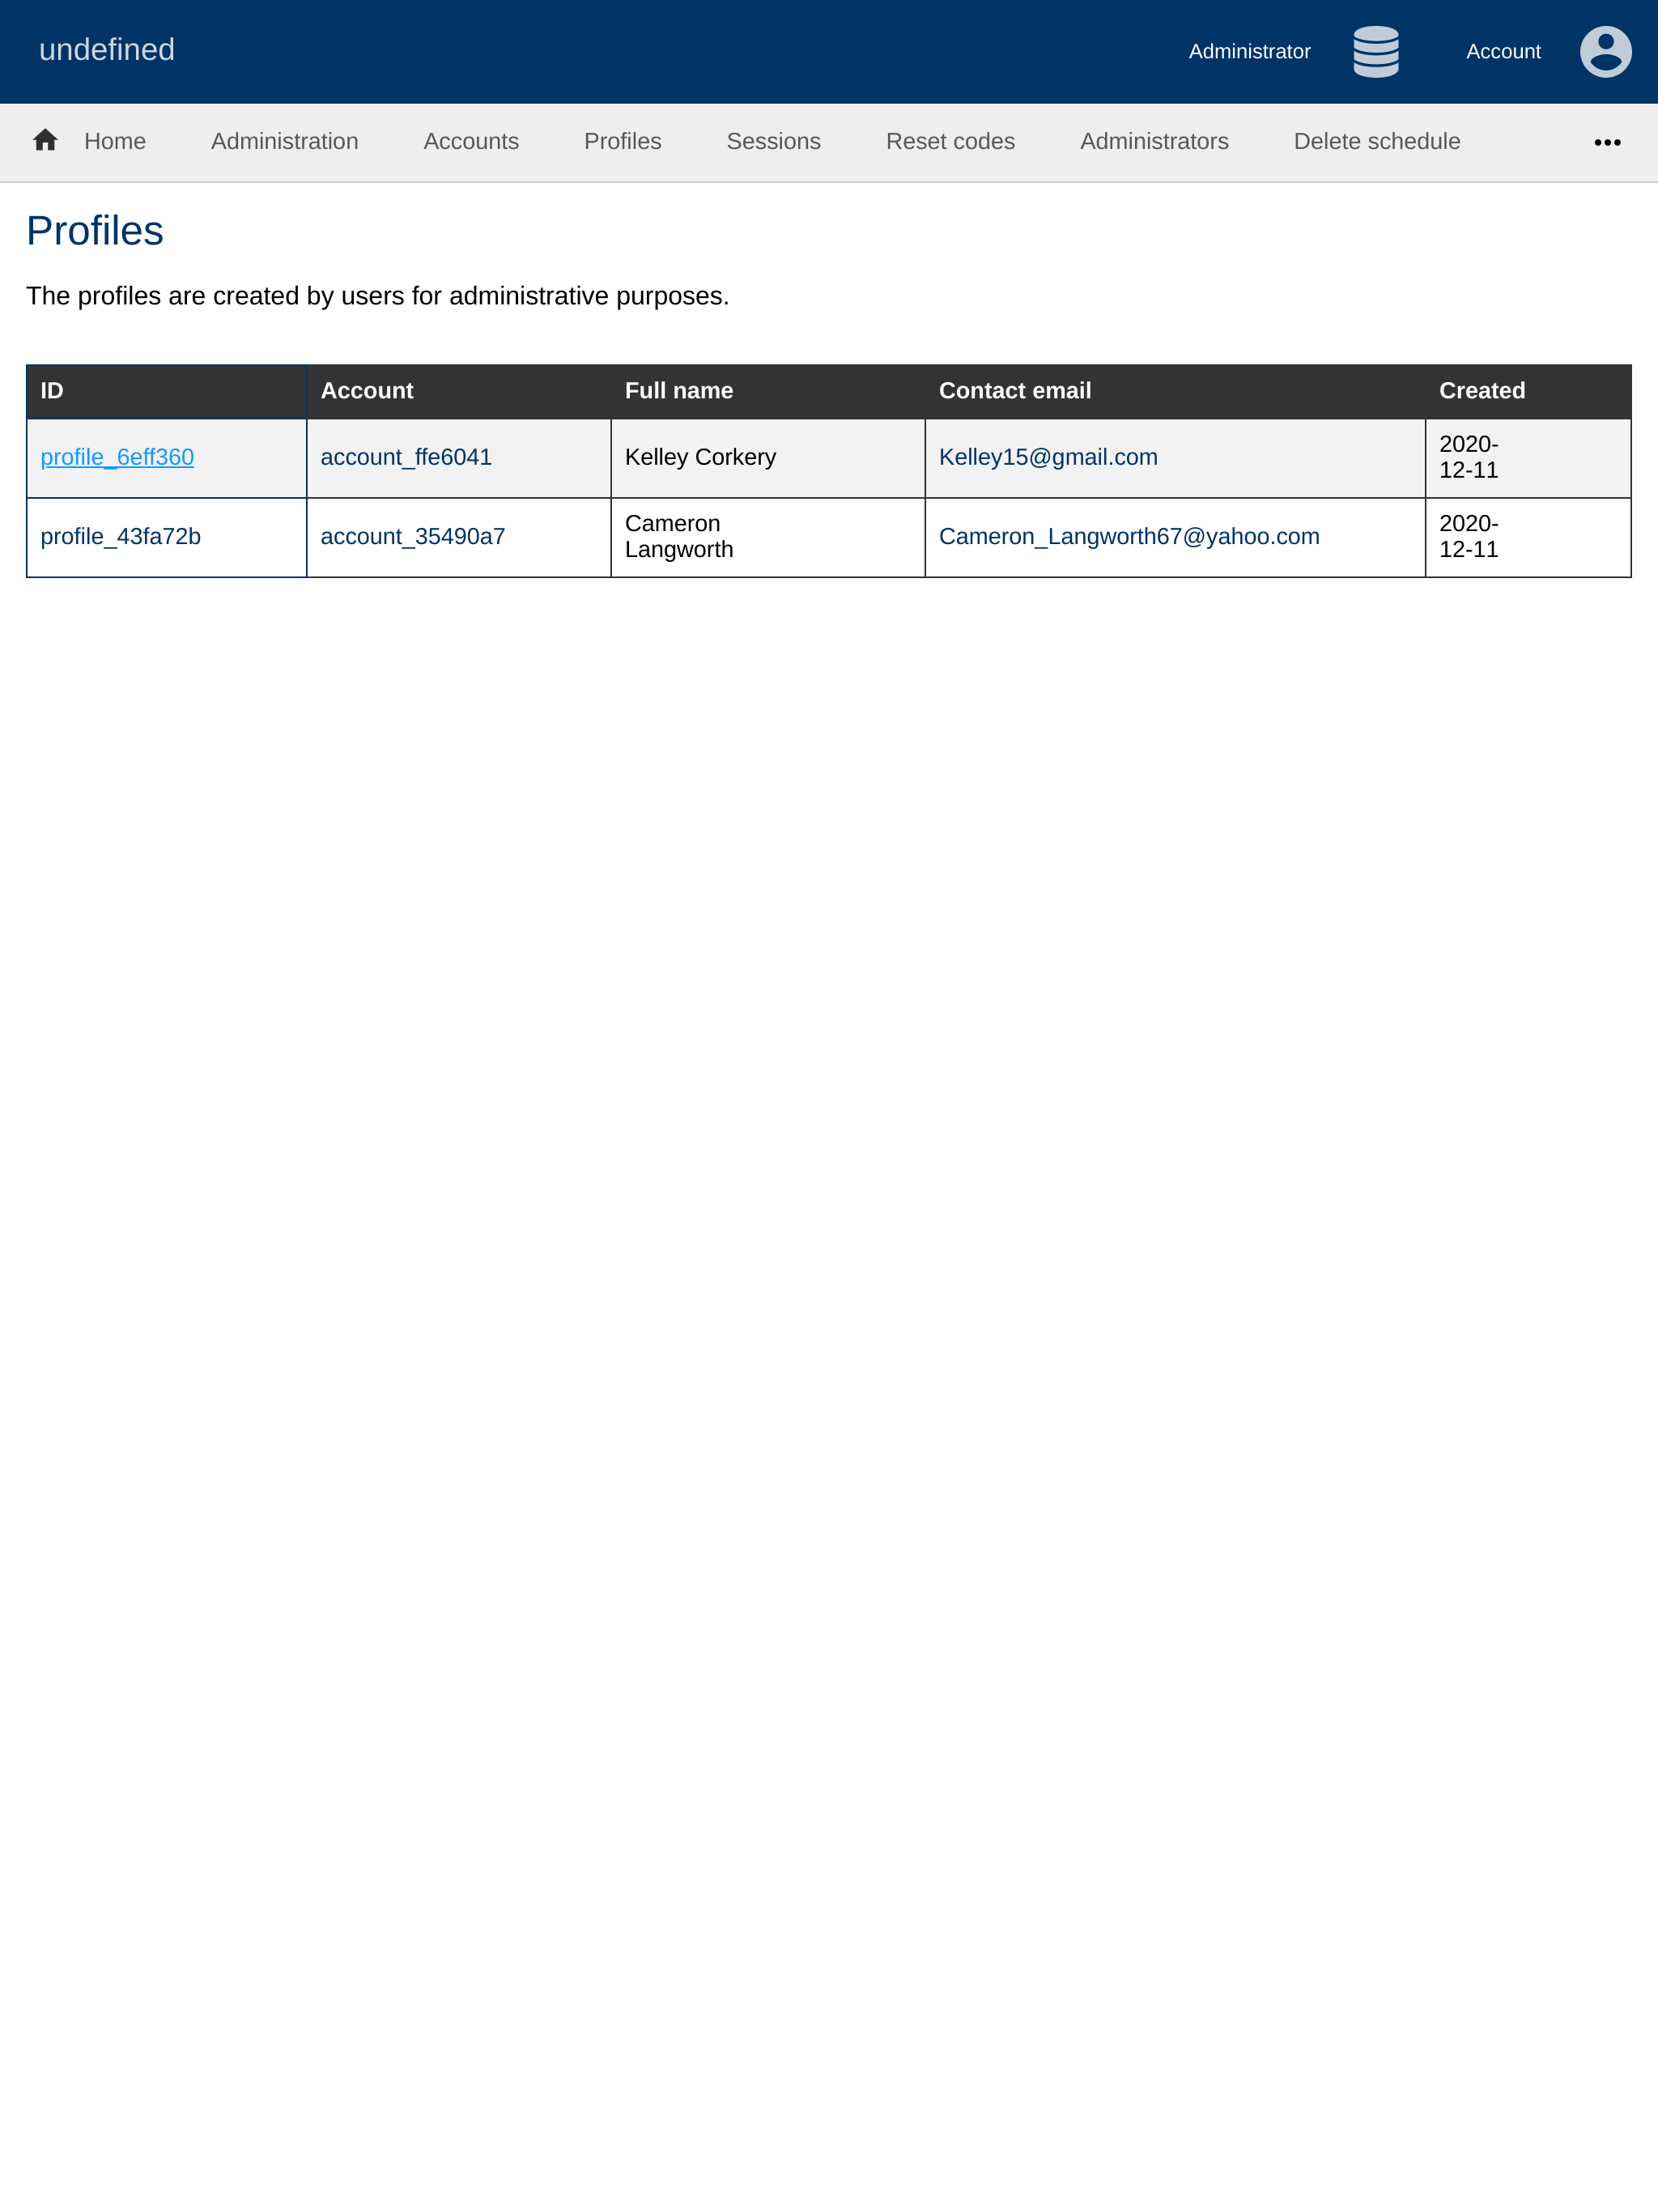 undefined
Administrator
Account
Home Administration Accounts Profiles Sessions Reset codes Administrators Delete schedule
Profiles
The profiles are created by users for administrative purposes.
ID Account Full name Contact email Created
profile_6eff360 account_ffe6041 Kelley Corkery Kelley15@gmail.com 2020-
12-11
profile_43fa72b account_35490a7 Cameron
Langworth Cameron_Langworth67@yahoo.com 2020-
12-11